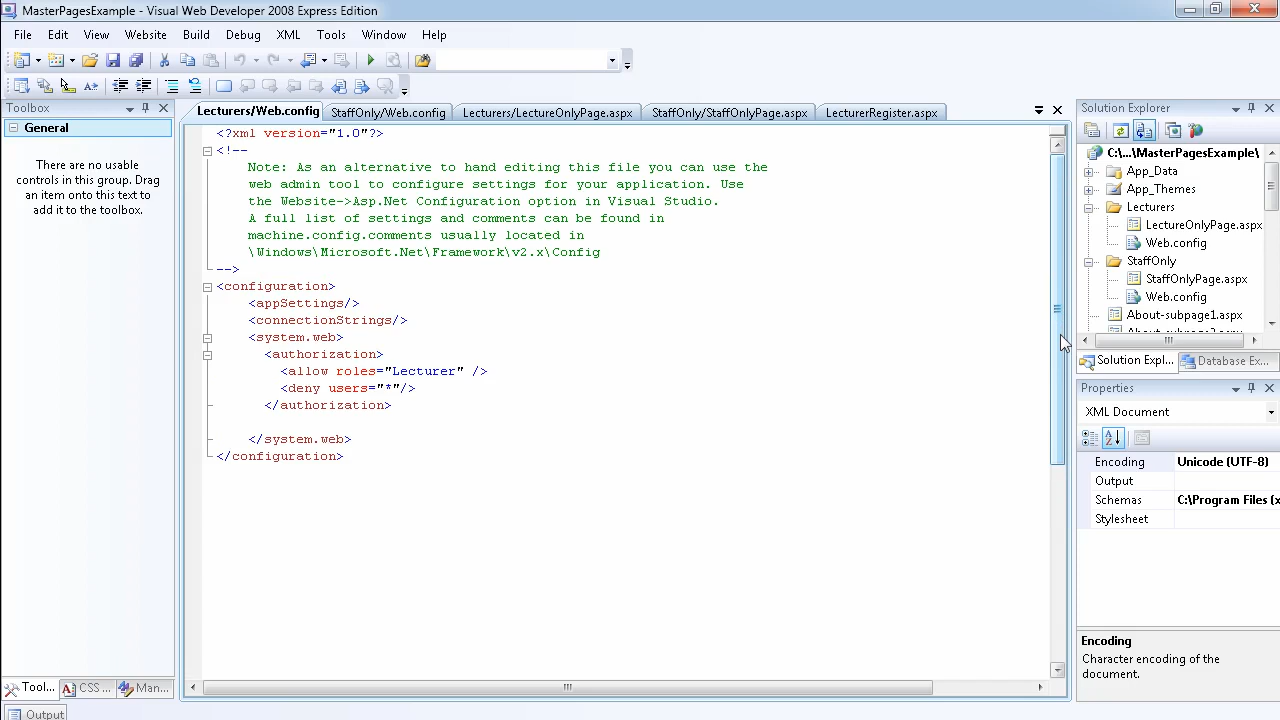 MasterPagesExample - Visual Web Developer 2008 Express Edition
File Edit View Website Build Debug XML Tools Window Help
Toolbox
General
There are no usable
controls in this group. Drag
an item onto this text to
add it to the toolbox.
Tool... CSS ... Man...
Output
Lecturers/Web.config StaffOnly/Web.config Lecturers/LectureOnlyPage.aspx StaffOnly/StaffOnlyPage.aspx LecturerRegister.aspx
<?xml version="1.0"?>
<!--
Note: As an alternative to hand editing this file you can use the
web admin tool to configure settings for your application. Use
the Website->Asp.Net Configuration option in Visual Studio.
A full list of settings and comments can be found in
machine.config.comments usually located in
\Windows\Microsoft.Net\Framework\v2.x\Config
-->
<configuration>
<appSettings/>
<connectionStrings/>
<system.web>
<authorization>
<allow roles="Lecturer" />
<deny users="*"/>
</authorization>
</system.web>
</configuration>
Solution Explorer
C:\...\MasterPagesExample\
App_Data
App_Themes
Lecturers
LectureOnlyPage.aspx
Web.config
StaffOnly
StaffOnlyPage.aspx
Web.config
About-subpage1.aspx
Solution Expl... Database Ex...
Properties
XML Document
Encoding Unicode (UTF-8)
Output
Schemas C:\Program Files (x
Stylesheet
Encoding
Character encoding of the
document.